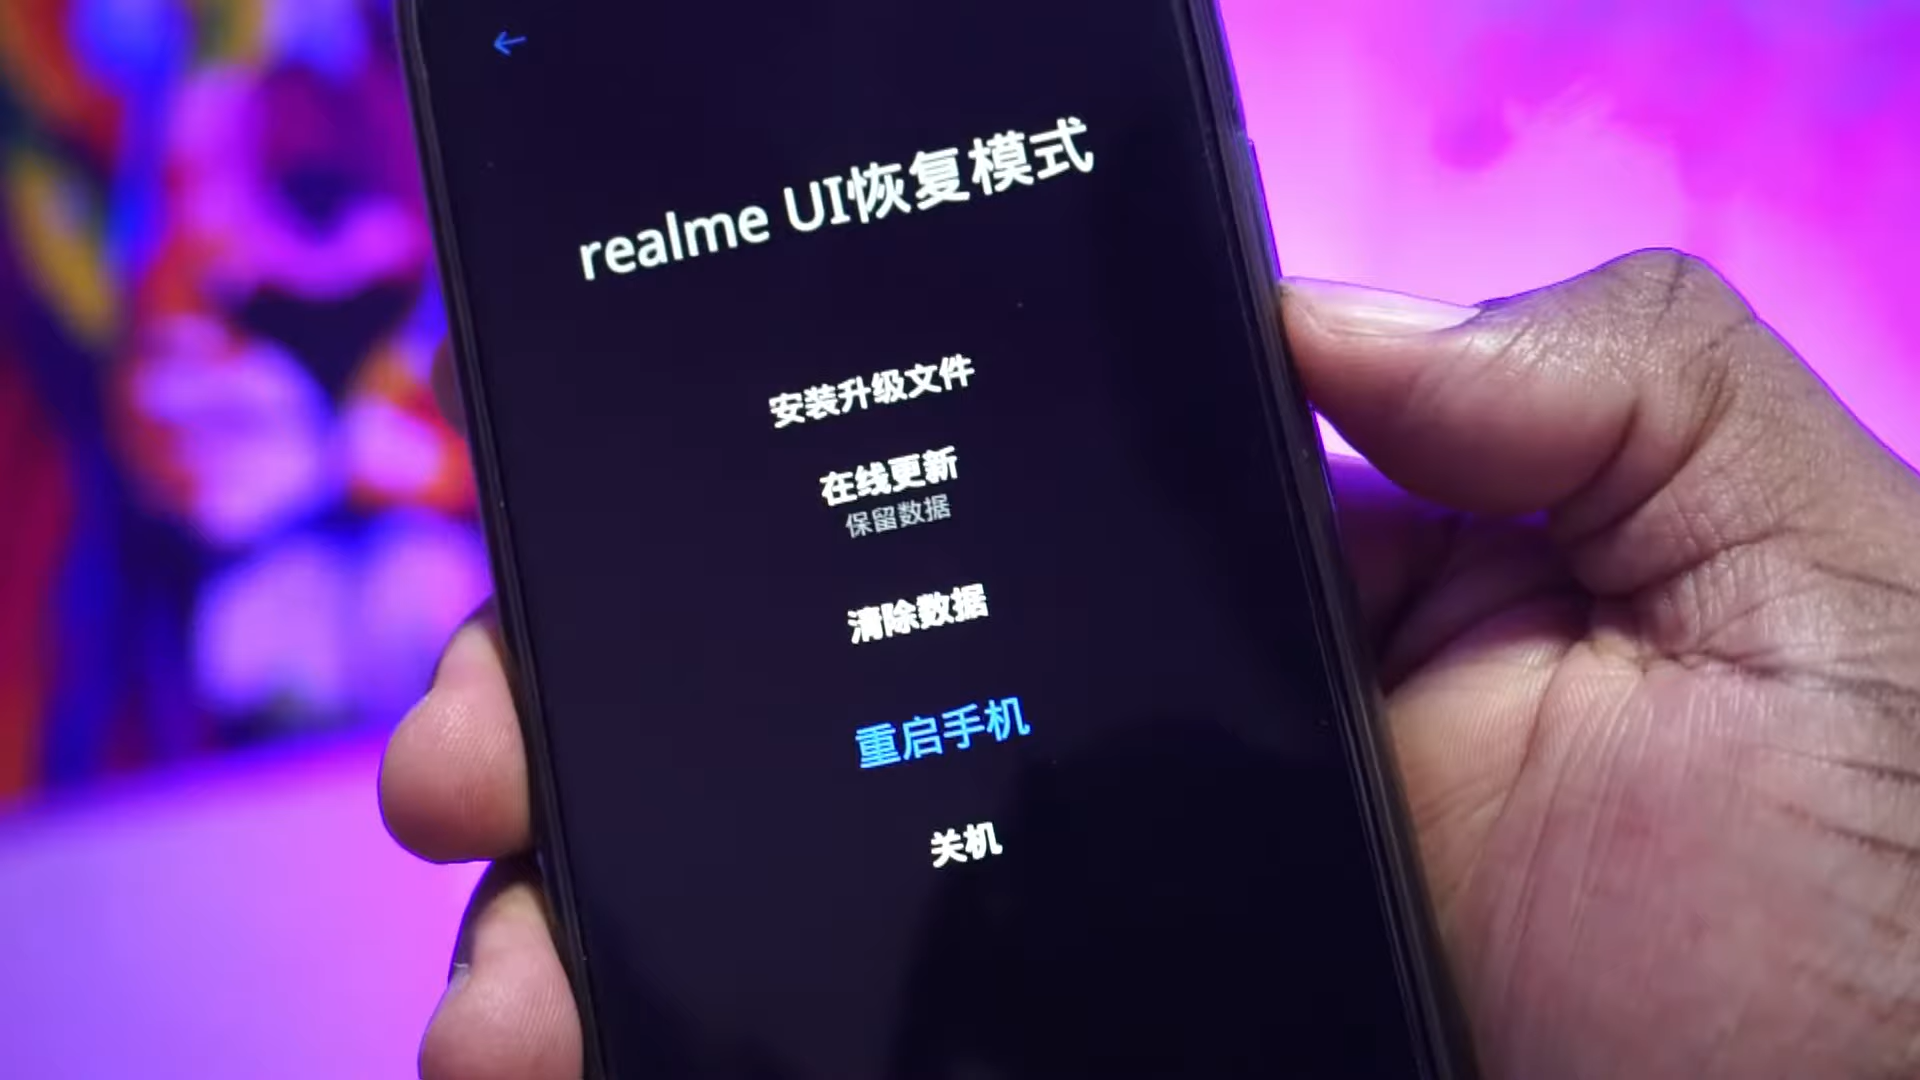 realme UI恢复模式
安装升级文件
在线更新
保留数据
清除数据
重启手机
关机